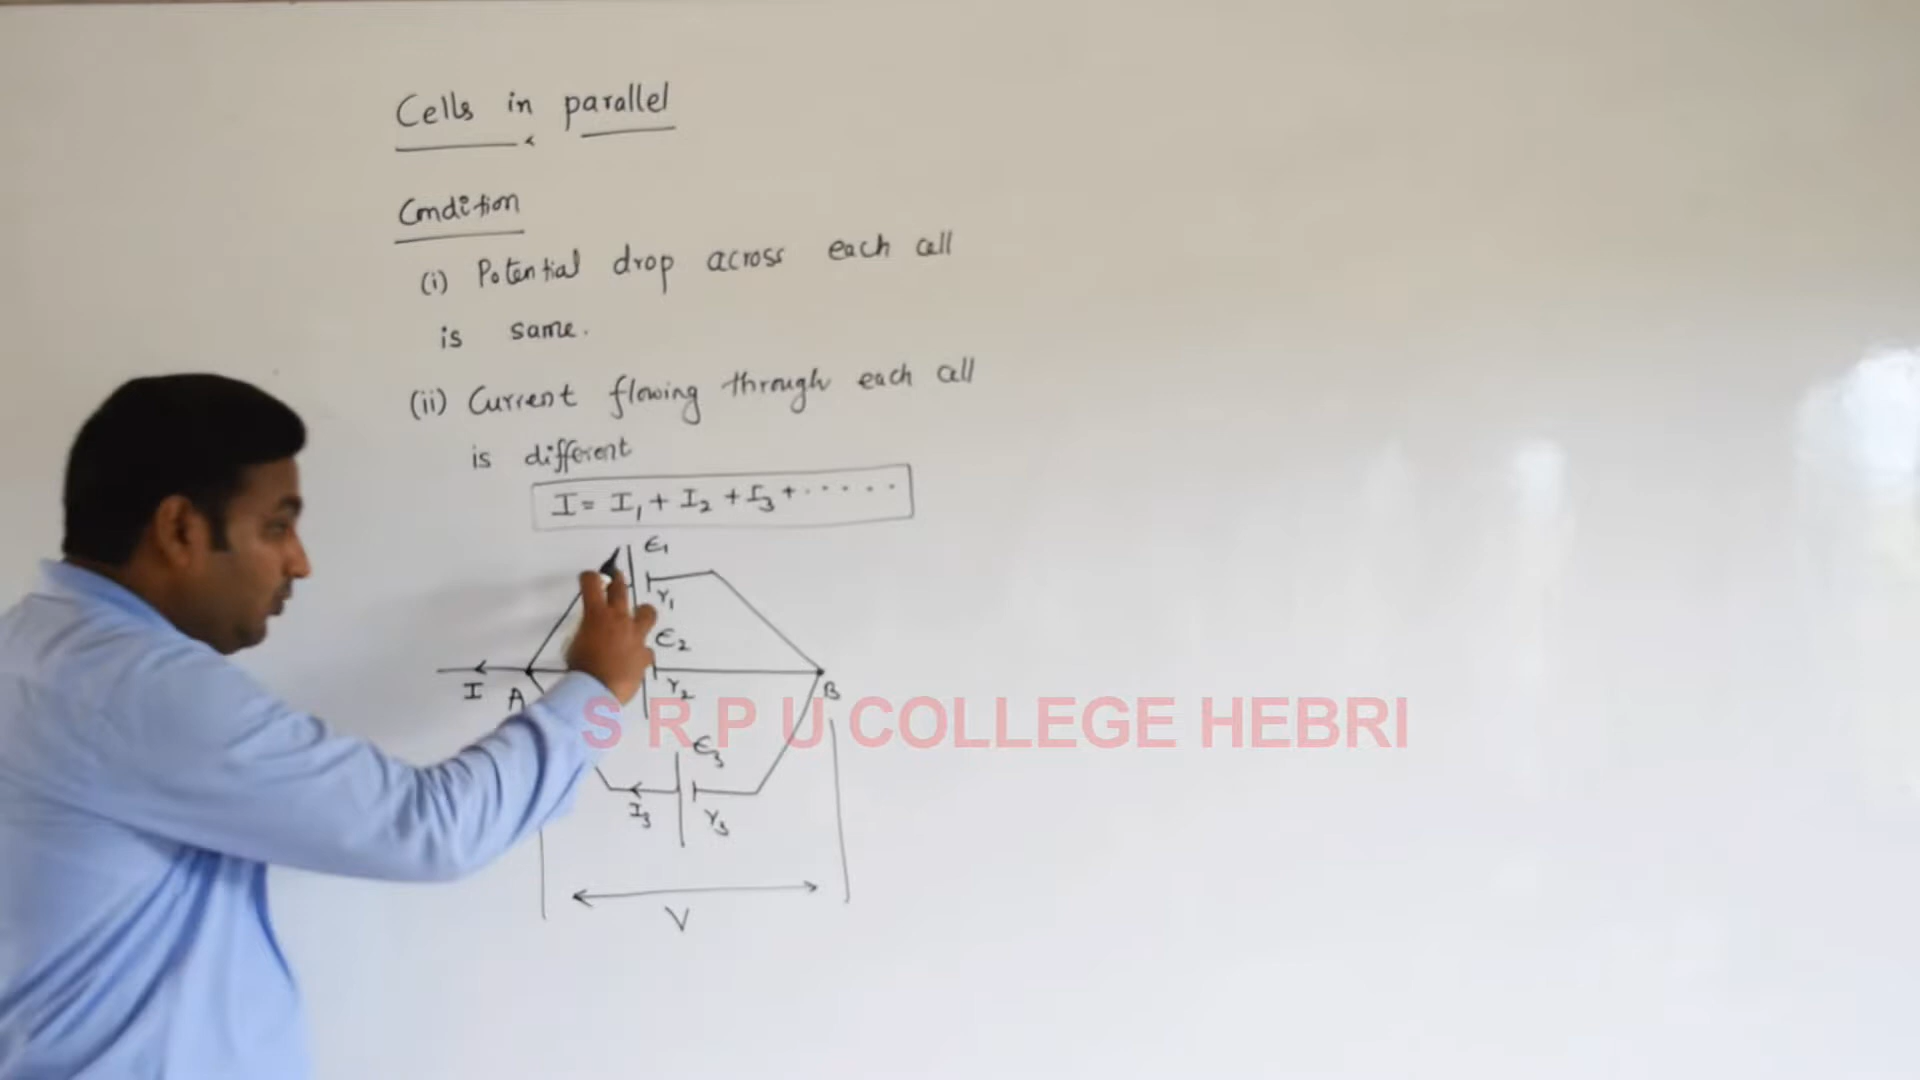 Cells in parallel
Condition
(i) Potential drop across each cell
is same.
(ii) Current flowing through each cell
is different
I = I₁ + I₂ + I₃ + . . . . .
ε₁
r₁
ε₂
I A r₂ B
S R P U COLLEGE HEBRI
ε₃
I₃ r₃
V